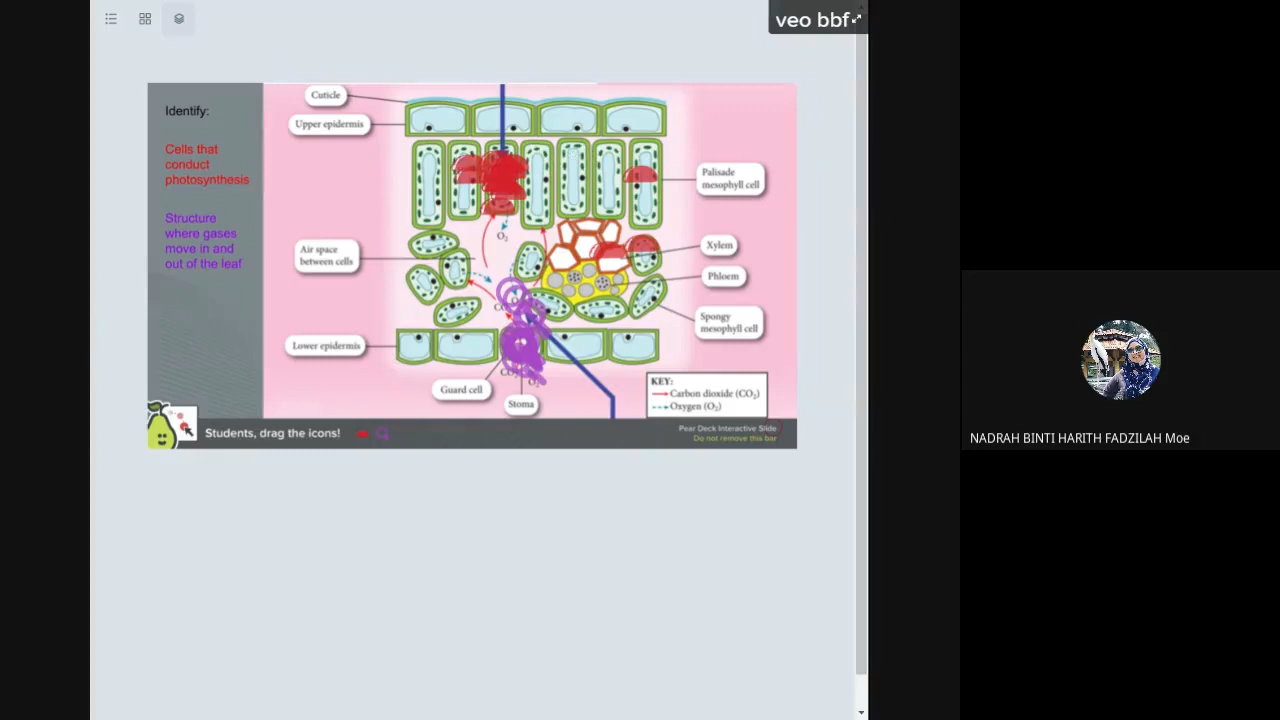 veo bbf
Identify:
Cells that
conduct
photosynthesis
Structure
where gases
move in and
out of the leaf
Cuticle
Upper epidermis
Palisade
mesophyll cell
O₂
Air space
between cells
Xylem
Phloem
Spongy
mesophyll cell
Lower epidermis
Guard cell
Stoma
O₂
KEY:
Carbon dioxide (CO₂)
Oxygen (O₂)
Students, drag the icons!
Pear Deck Interactive Slide
Do not remove this bar
NADRAH BINTI HARITH FADZILAH Moe